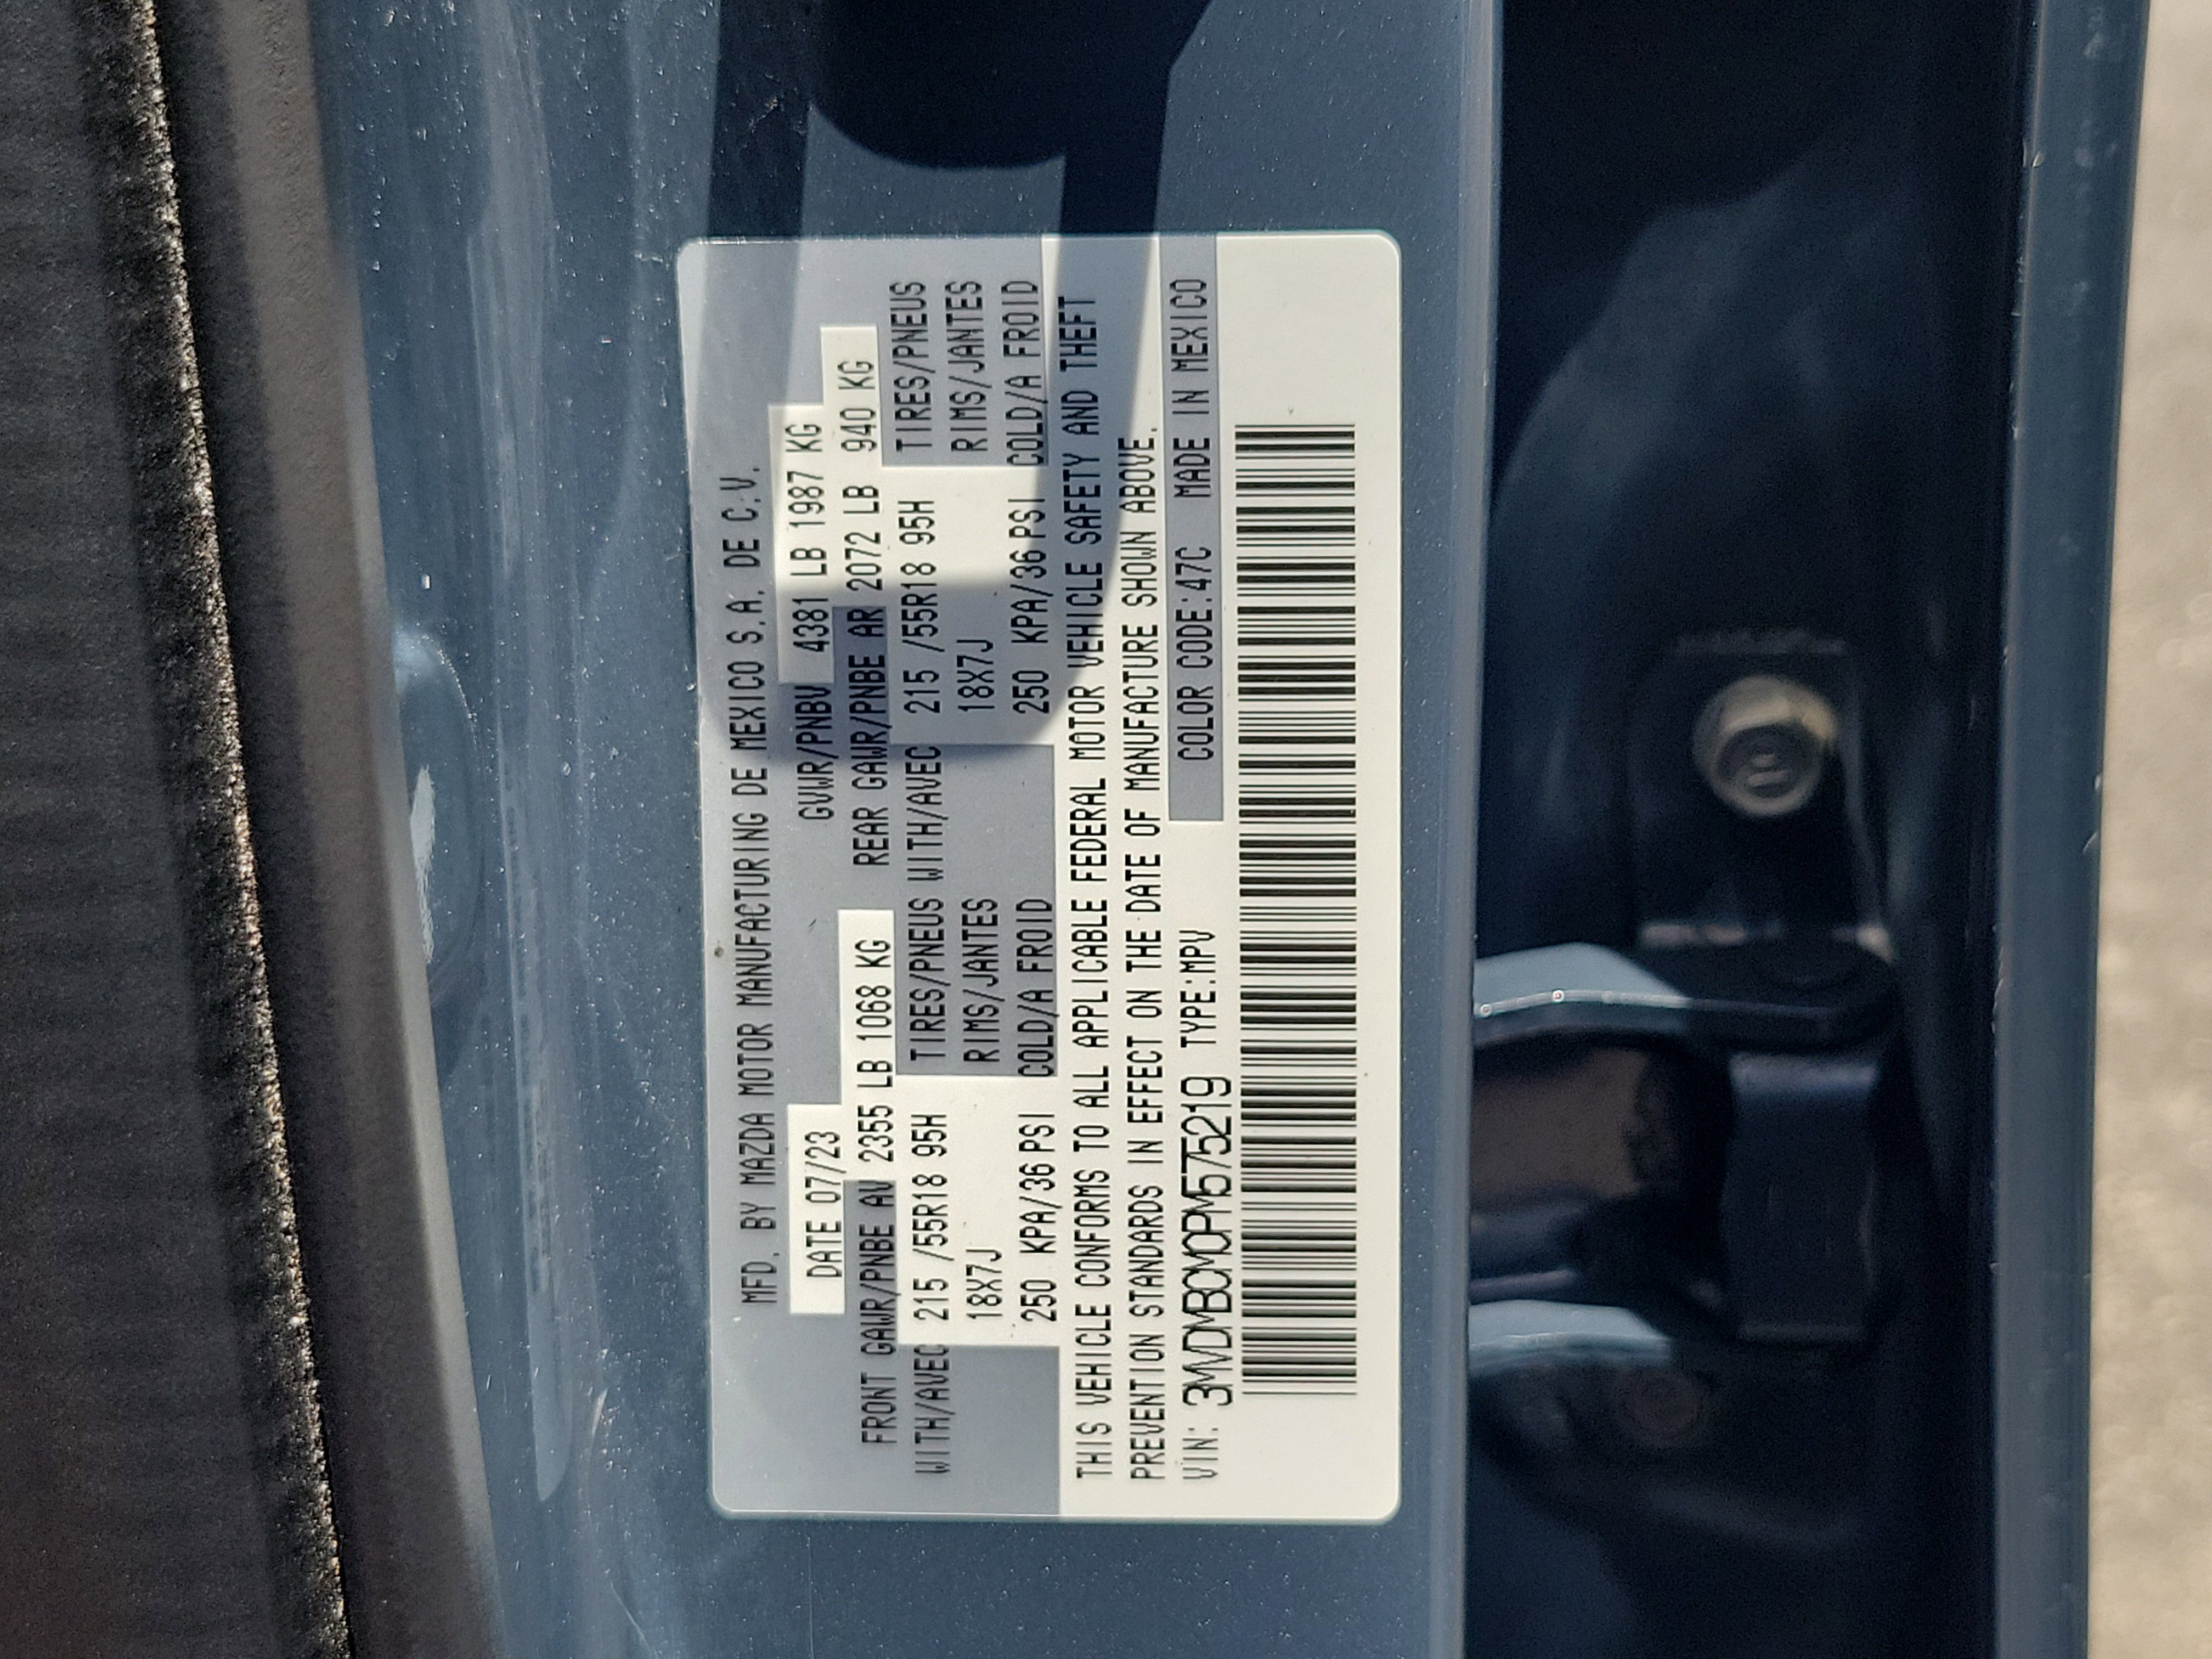 MFD. BY MAZDA MOTOR MANUFACTURING DE MEXICO S.A. DE C.V.
DATE 07/23 GVWR/PNBV 4381 LB 1987 KG
FRONT GAWR/PNBE AV 2355 LB 1068 KG REAR GAWR/PNBE AR 2072 LB 940 KG
WITH/AVEC 215 /55R18 95H TIRES/PNEUS WITH/AVEC 215 /55R18 95H TIRES/PNEUS
18X7J RIMS/JANTES 18X7J RIMS/JANTES
250 KPA/36 PSI COLD/A FROID 250 KPA/36 PSI COLD/A FROID
THIS VEHICLE CONFORMS TO ALL APPLICABLE FEDERAL MOTOR VEHICLE SAFETY AND THEFT
PREVENTION STANDARDS IN EFFECT ON THE DATE OF MANUFACTURE SHOWN ABOVE.
VIN: 3MVDMBCM0PM575219 TYPE:MPV COLOR CODE:47C MADE IN MEXICO